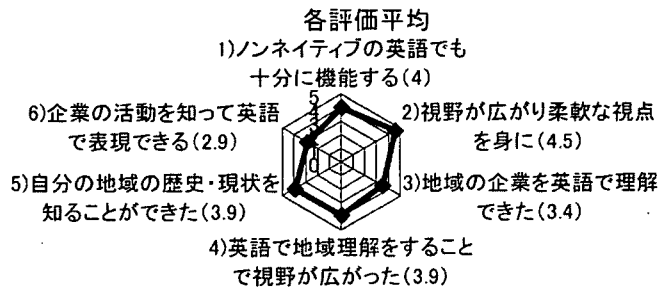 各評価平均
1)ノンネイティブの英語でも
十分に機能する(4)
2)視野が広がり柔軟な視点
を身に(4.5)
3)地域の企業を英語で理解
できた(3.4)
4)英語で地域理解をすること
で視野が広がった(3.9)
5)自分の地域の歴史・現状を
知ることができた(3.9)
6)企業の活動を知って英語
で表現できる(2.9)
5
4
0